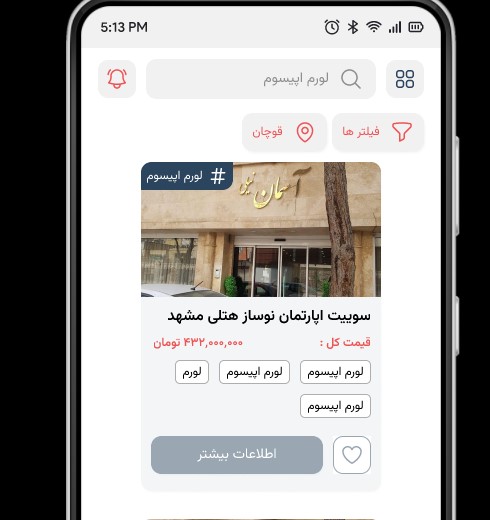 5:13 PM
لورم اپیسوم
فیلتر ها
قوچان
# لورم اپیسوم
آسمان نیلی
سوییت اپارتمان نوساز هتلی مشهد
قیمت کل : ۴۳۲,۰۰۰,۰۰۰ تومان
لورم اپیسوم لورم اپیسوم لورم
لورم اپیسوم
اطلاعات بیشتر